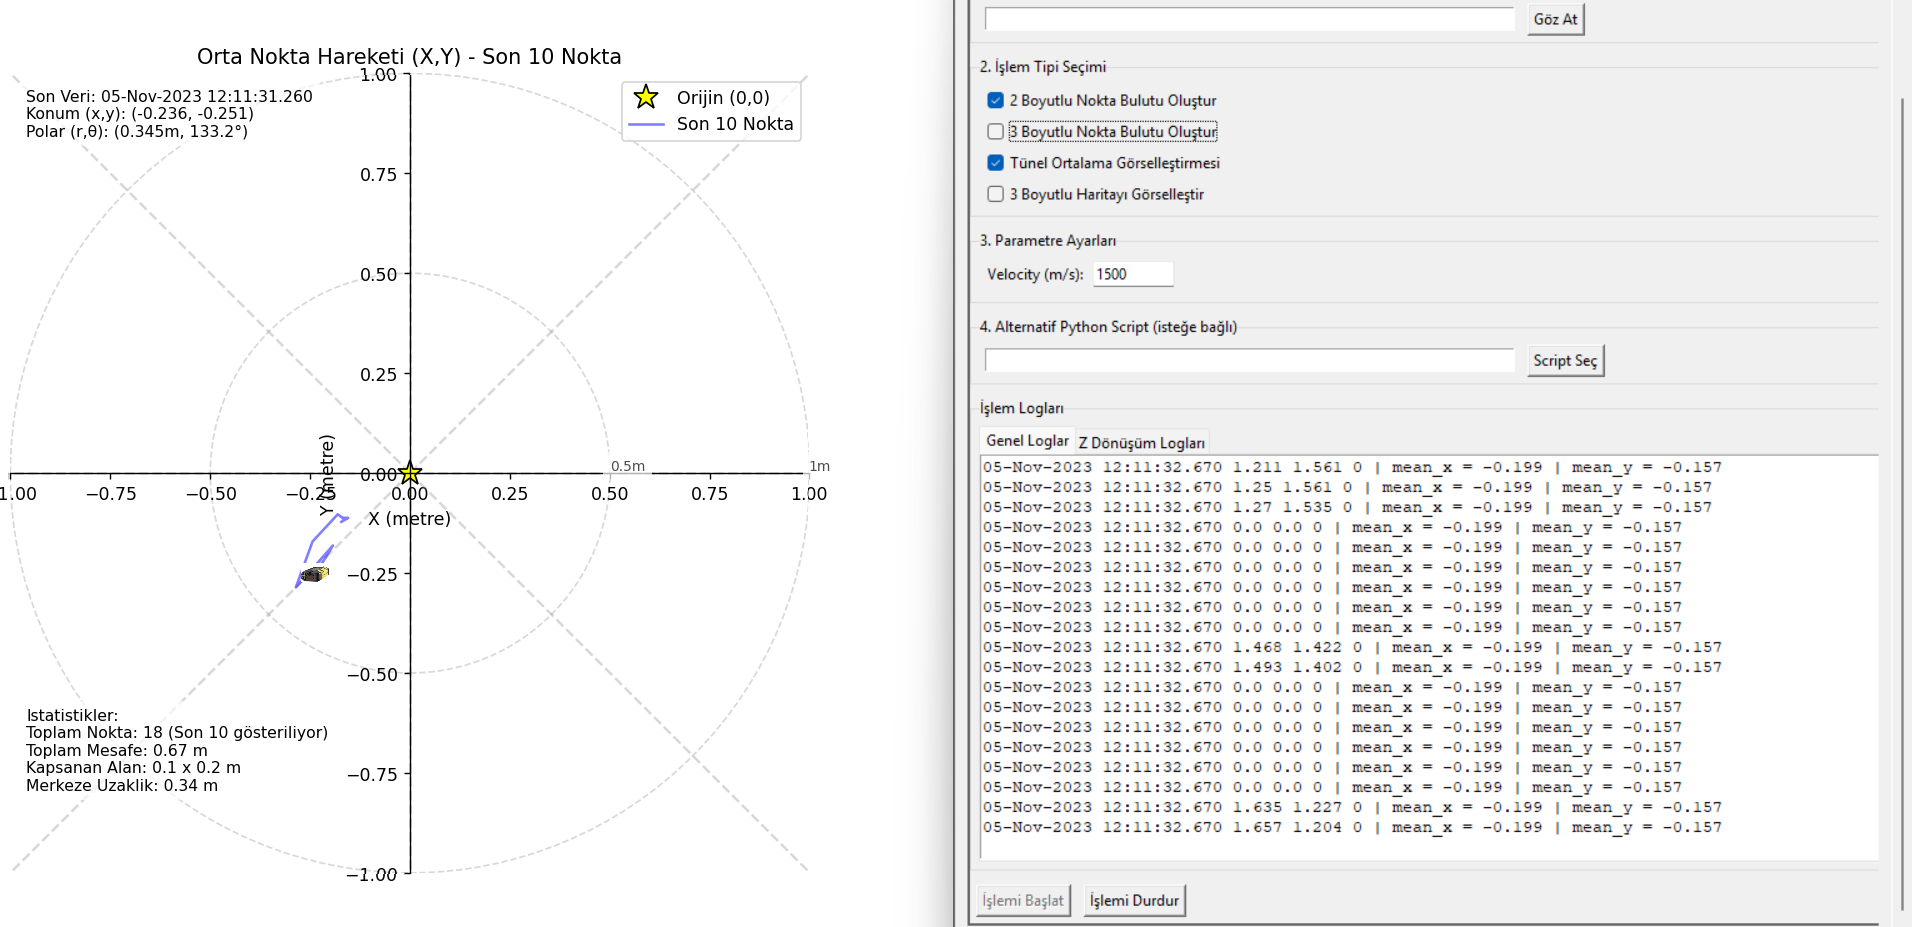 Orta Nokta Hareketi (X,Y) - Son 10 Nokta
Son Veri: 05-Nov-2023 12:11:31.260
Konum (x,y): (-0.236, -0.251)
Polar (r,θ): (0.345m, 133.2°)
Orijin (0,0)
Son 10 Nokta
1.00
0.75
0.50
0.25
0.00
−0.25
−0.50
−0.75
−1.00
0.5m
1m
1.00 −0.75 −0.50 −0.25 0.00 0.25 0.50 0.75 1.00
X (metre)
Y (metre)
Istatistikler:
Toplam Nokta: 18 (Son 10 gösteriliyor)
Toplam Mesafe: 0.67 m
Kapsanan Alan: 0.1 x 0.2 m
Merkeze Uzaklik: 0.34 m
Göz At
2. İşlem Tipi Seçimi
2 Boyutlu Nokta Bulutu Oluştur
3 Boyutlu Nokta Bulutu Oluştur
Tünel Ortalama Görselleştirmesi
3 Boyutlu Haritayı Görselleştir
3. Parametre Ayarları
Velocity (m/s): 1500
4. Alternatif Python Script (isteğe bağlı)
Script Seç
İşlem Logları
Genel Loglar Z Dönüşüm Logları
05-Nov-2023 12:11:32.670 1.211 1.561 0 | mean_x = -0.199 | mean_y = -0.157
05-Nov-2023 12:11:32.670 1.25 1.561 0 | mean_x = -0.199 | mean_y = -0.157
05-Nov-2023 12:11:32.670 1.27 1.535 0 | mean_x = -0.199 | mean_y = -0.157
05-Nov-2023 12:11:32.670 0.0 0.0 0 | mean_x = -0.199 | mean_y = -0.157
05-Nov-2023 12:11:32.670 0.0 0.0 0 | mean_x = -0.199 | mean_y = -0.157
05-Nov-2023 12:11:32.670 0.0 0.0 0 | mean_x = -0.199 | mean_y = -0.157
05-Nov-2023 12:11:32.670 0.0 0.0 0 | mean_x = -0.199 | mean_y = -0.157
05-Nov-2023 12:11:32.670 0.0 0.0 0 | mean_x = -0.199 | mean_y = -0.157
05-Nov-2023 12:11:32.670 0.0 0.0 0 | mean_x = -0.199 | mean_y = -0.157
05-Nov-2023 12:11:32.670 1.468 1.422 0 | mean_x = -0.199 | mean_y = -0.157
05-Nov-2023 12:11:32.670 1.493 1.402 0 | mean_x = -0.199 | mean_y = -0.157
05-Nov-2023 12:11:32.670 0.0 0.0 0 | mean_x = -0.199 | mean_y = -0.157
05-Nov-2023 12:11:32.670 0.0 0.0 0 | mean_x = -0.199 | mean_y = -0.157
05-Nov-2023 12:11:32.670 0.0 0.0 0 | mean_x = -0.199 | mean_y = -0.157
05-Nov-2023 12:11:32.670 0.0 0.0 0 | mean_x = -0.199 | mean_y = -0.157
05-Nov-2023 12:11:32.670 0.0 0.0 0 | mean_x = -0.199 | mean_y = -0.157
05-Nov-2023 12:11:32.670 0.0 0.0 0 | mean_x = -0.199 | mean_y = -0.157
05-Nov-2023 12:11:32.670 1.635 1.227 0 | mean_x = -0.199 | mean_y = -0.157
05-Nov-2023 12:11:32.670 1.657 1.204 0 | mean_x = -0.199 | mean_y = -0.157
İşlemi Başlat İşlemi Durdur